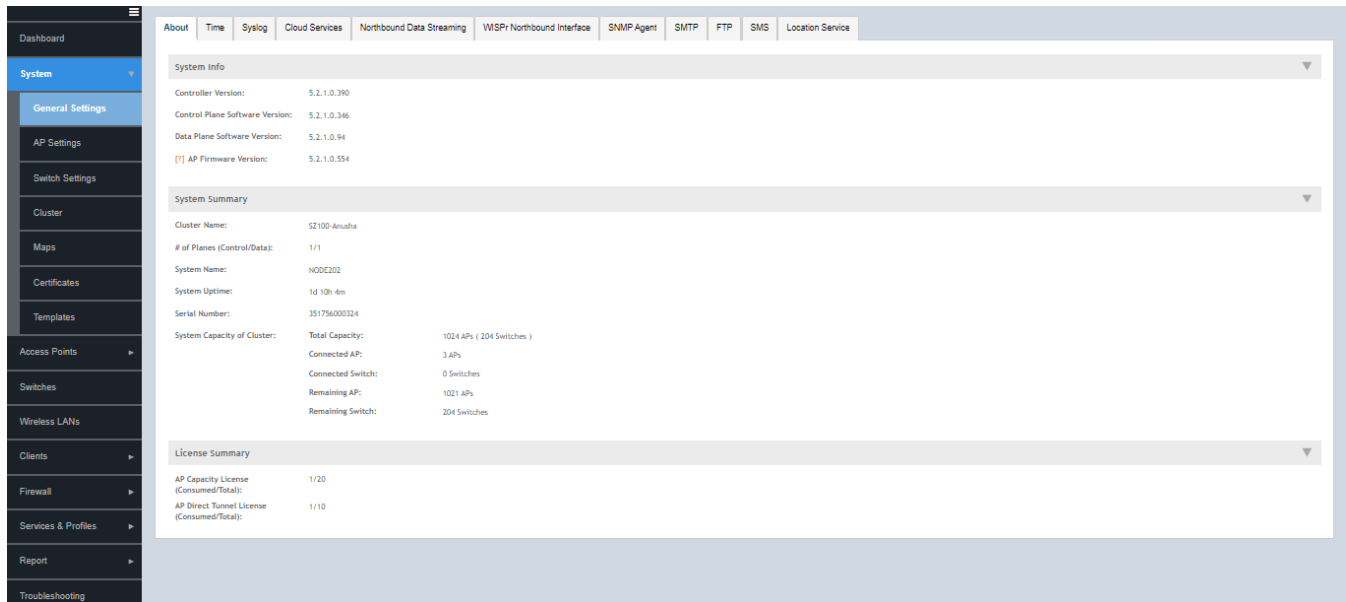 Dashboard
System
General Settings
AP Settings
Switch Settings
Cluster
Maps
Certificates
Templates
Access Points
Switches
Wireless LANs
Clients
Firewall
Services & Profiles
Report
Troubleshooting
About Time Syslog Cloud Services Northbound Data Streaming WISPr Northbound Interface SNMP Agent SMTP FTP SMS Location Service
System Info
Controller Version: 5.2.1.0.390
Control Plane Software Version: 5.2.1.0.346
Data Plane Software Version: 5.2.1.0.94
[?] AP Firmware Version: 5.2.1.0.554
System Summary
Cluster Name: SZ100-Anusha
# of Planes (Control/Data): 1/1
System Name: NODE202
System Uptime: 1d 10h 4m
Serial Number: 351756000324
System Capacity of Cluster: Total Capacity: 1024 APs ( 204 Switches )
Connected AP: 3 APs
Connected Switch: 0 Switches
Remaining AP: 1021 APs
Remaining Switch: 204 Switches
License Summary
AP Capacity License 1/20
(Consumed/Total):
AP Direct Tunnel License 1/10
(Consumed/Total):